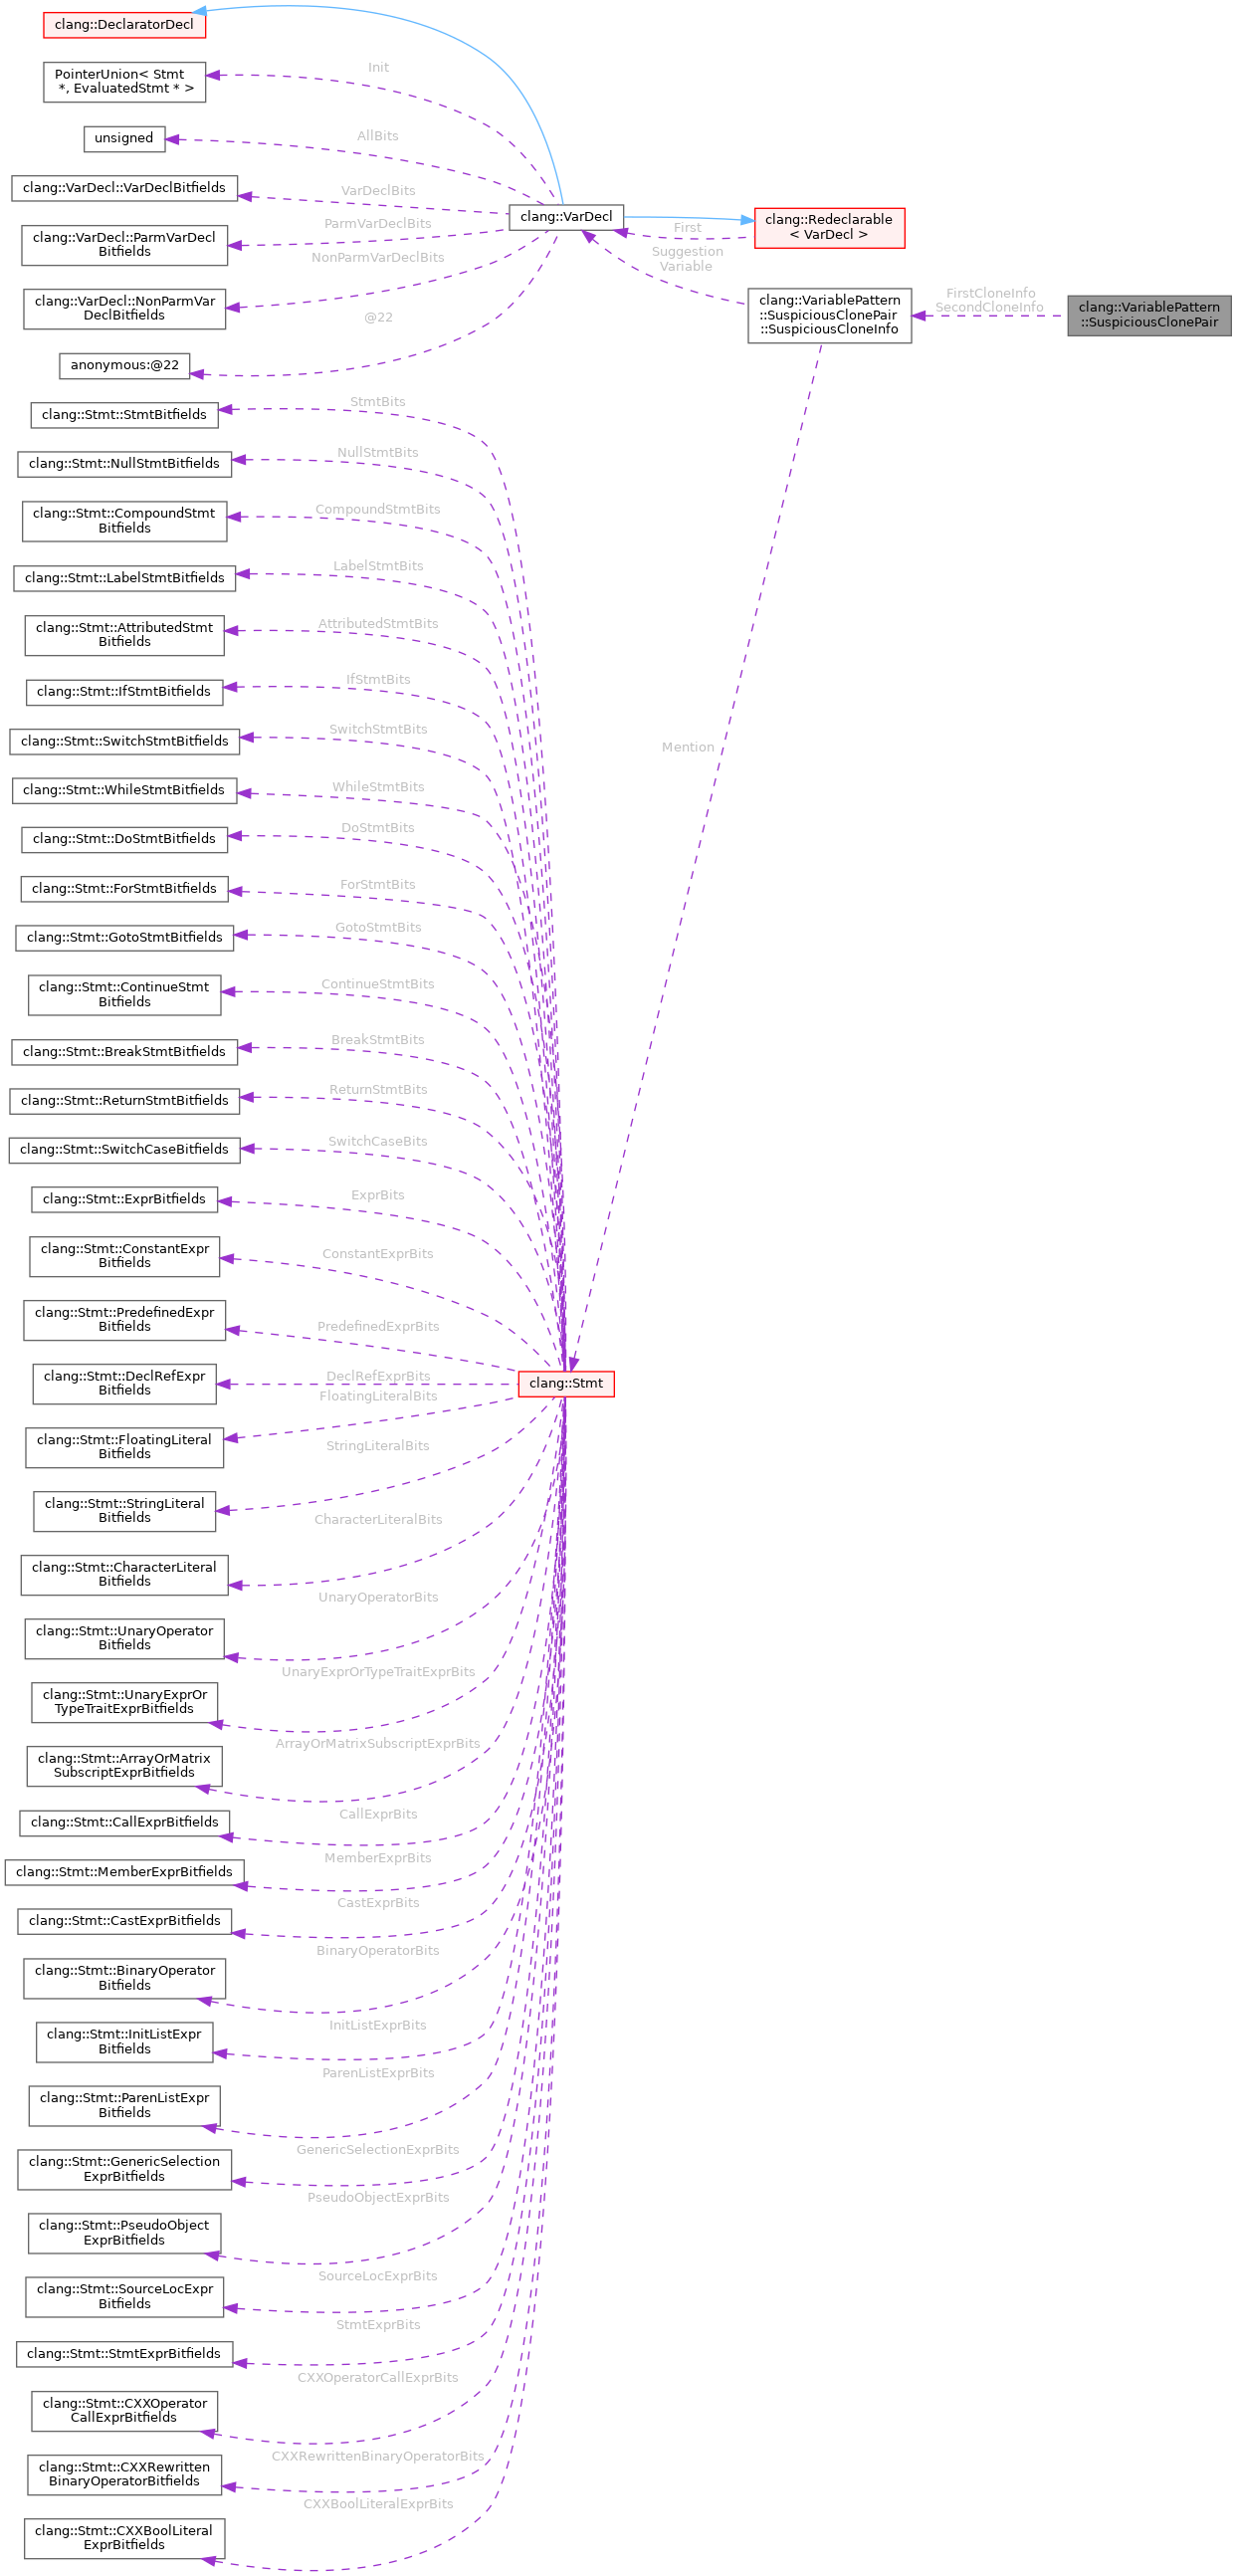 clang::DeclaratorDecl
Init
PointerUnion< Stmt
*, EvaluatedStmt * >
AllBits
unsigned
VarDeclBits
clang::VarDecl::VarDeclBitfields
clang::VarDecl
clang::Redeclarable
< VarDecl >
ParmVarDeclBits
First
clang::VarDecl::ParmVarDecl
Bitfields
NonParmVarDeclBits
Suggestion
Variable
clang::VarDecl::NonParmVar
DeclBitfields
clang::VariablePattern
::SuspiciousClonePair
::SuspiciousCloneInfo
FirstCloneInfo
SecondCloneInfo
clang::VariablePattern
::SuspiciousClonePair
@22
anonymous:@22
StmtBits
clang::Stmt::StmtBitfields
NullStmtBits
clang::Stmt::NullStmtBitfields
CompoundStmtBits
clang::Stmt::CompoundStmt
Bitfields
LabelStmtBits
clang::Stmt::LabelStmtBitfields
AttributedStmtBits
clang::Stmt::AttributedStmt
Bitfields
IfStmtBits
clang::Stmt::IfStmtBitfields
SwitchStmtBits
clang::Stmt::SwitchStmtBitfields
Mention
WhileStmtBits
clang::Stmt::WhileStmtBitfields
DoStmtBits
clang::Stmt::DoStmtBitfields
ForStmtBits
clang::Stmt::ForStmtBitfields
GotoStmtBits
clang::Stmt::GotoStmtBitfields
ContinueStmtBits
clang::Stmt::ContinueStmt
Bitfields
BreakStmtBits
clang::Stmt::BreakStmtBitfields
ReturnStmtBits
clang::Stmt::ReturnStmtBitfields
SwitchCaseBits
clang::Stmt::SwitchCaseBitfields
ExprBits
clang::Stmt::ExprBitfields
ConstantExprBits
clang::Stmt::ConstantExpr
Bitfields
PredefinedExprBits
clang::Stmt::PredefinedExpr
Bitfields
DeclRefExprBits
clang::Stmt::DeclRefExpr
Bitfields
clang::Stmt
FloatingLiteralBits
clang::Stmt::FloatingLiteral
Bitfields
StringLiteralBits
clang::Stmt::StringLiteral
Bitfields
CharacterLiteralBits
clang::Stmt::CharacterLiteral
Bitfields
UnaryOperatorBits
clang::Stmt::UnaryOperator
Bitfields
UnaryExprOrTypeTraitExprBits
clang::Stmt::UnaryExprOr
TypeTraitExprBitfields
ArrayOrMatrixSubscriptExprBits
clang::Stmt::ArrayOrMatrix
SubscriptExprBitfields
CallExprBits
clang::Stmt::CallExprBitfields
MemberExprBits
clang::Stmt::MemberExprBitfields
CastExprBits
clang::Stmt::CastExprBitfields
BinaryOperatorBits
clang::Stmt::BinaryOperator
Bitfields
InitListExprBits
clang::Stmt::InitListExpr
Bitfields
ParenListExprBits
clang::Stmt::ParenListExpr
Bitfields
GenericSelectionExprBits
clang::Stmt::GenericSelection
ExprBitfields
PseudoObjectExprBits
clang::Stmt::PseudoObject
ExprBitfields
SourceLocExprBits
clang::Stmt::SourceLocExpr
Bitfields
StmtExprBits
clang::Stmt::StmtExprBitfields
CXXOperatorCallExprBits
clang::Stmt::CXXOperator
CallExprBitfields
CXXRewrittenBinaryOperatorBits
clang::Stmt::CXXRewritten
BinaryOperatorBitfields
CXXBoolLiteralExprBits
clang::Stmt::CXXBoolLiteral
ExprBitfields